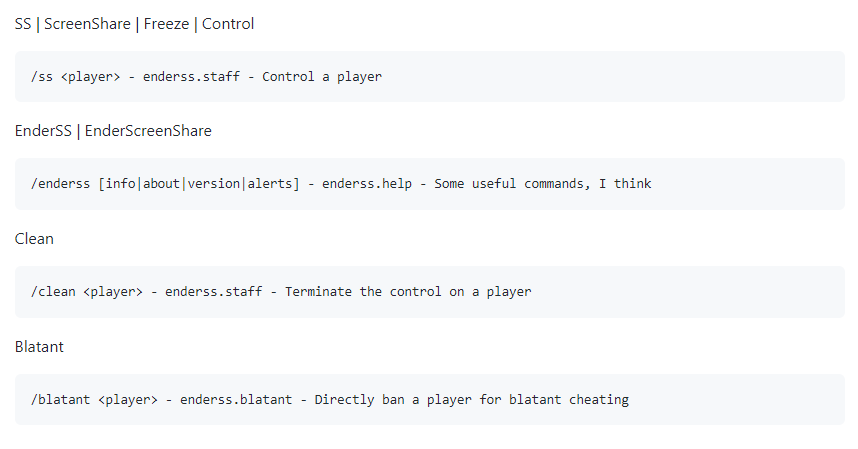 SS | ScreenShare | Freeze | Control
/ss <player> - enderss.staff - Control a player
EnderSS | EnderScreenShare
/enderss [info|about|version|alerts] - enderss.help - Some useful commands, I think
Clean
/clean <player> - enderss.staff - Terminate the control on a player
Blatant
/blatant <player> - enderss.blatant - Directly ban a player for blatant cheating